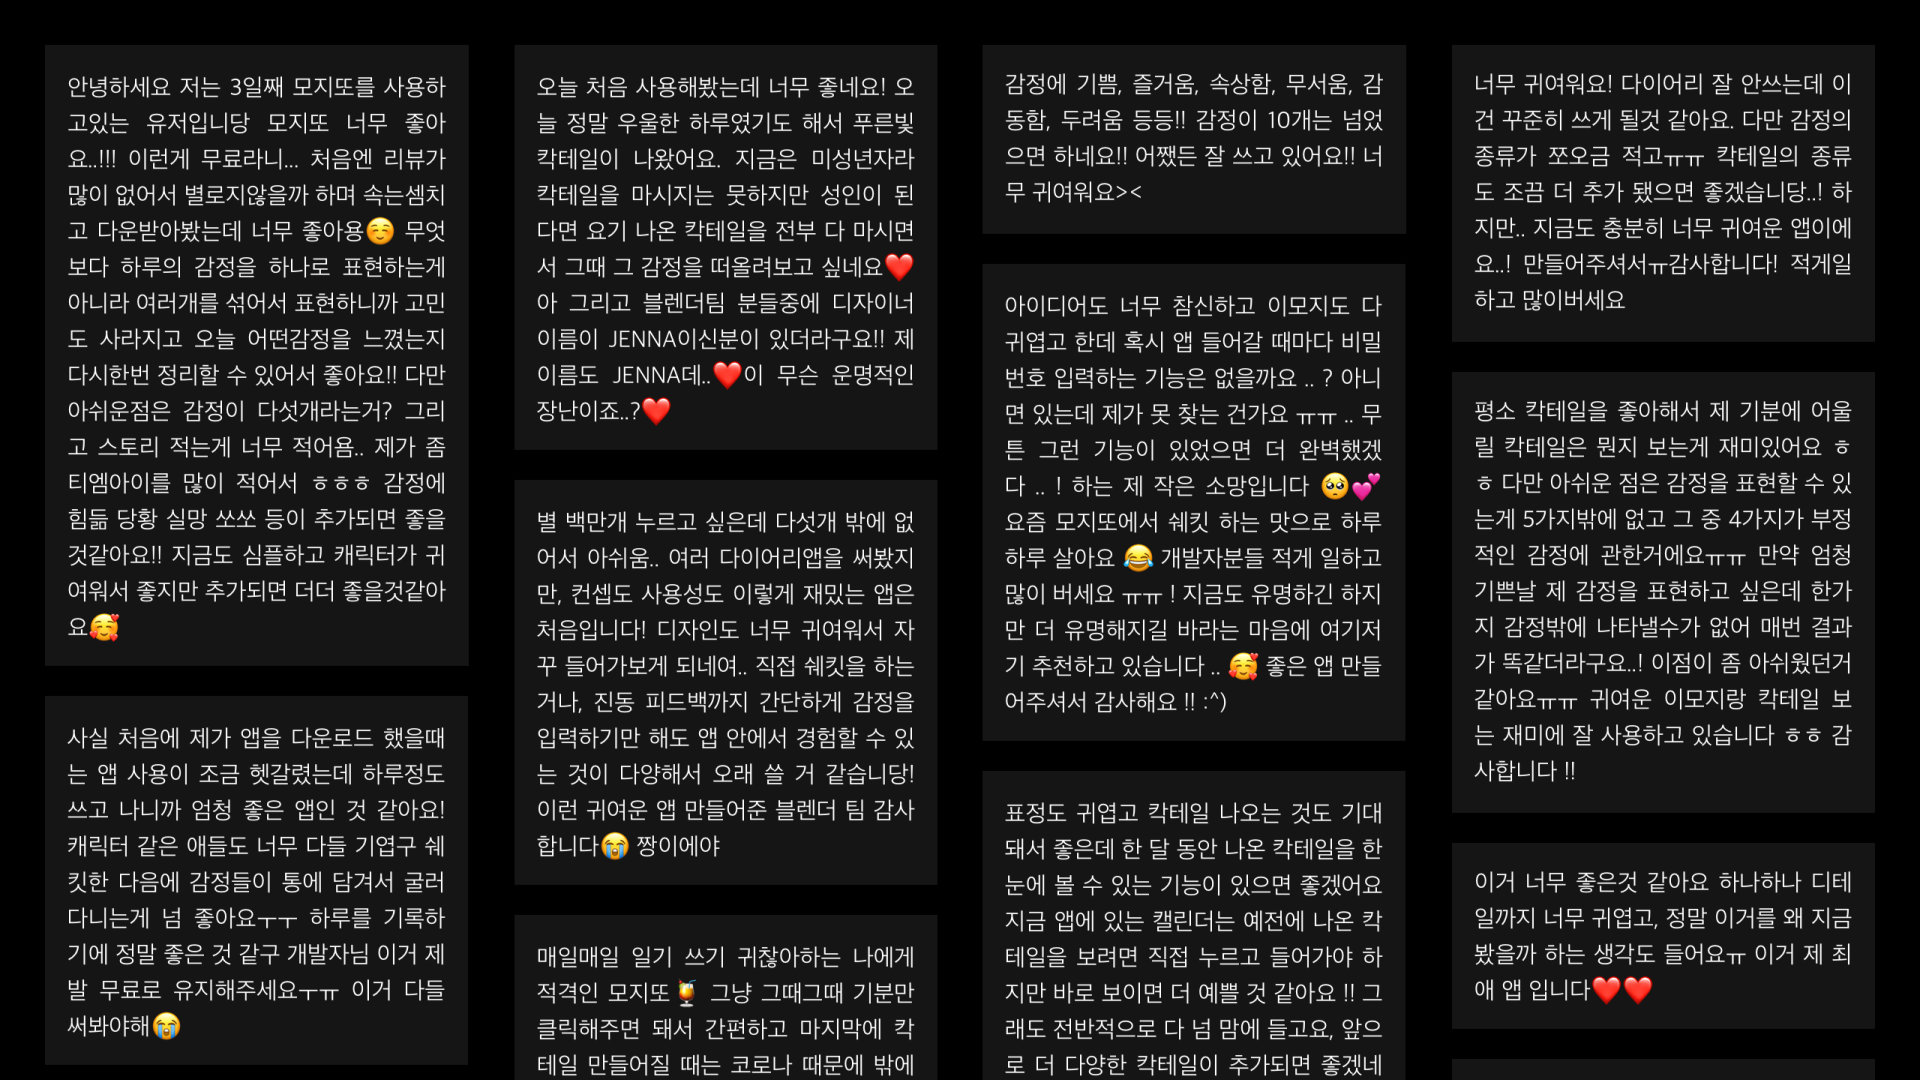 안녕하세요 저는 3일째 모지또를 사용하
고있는 유저입니당 모지또 너무 좋아
요..!!! 이런게 무료라니... 처음엔 리뷰가
많이 없어서 별로지않을까 하며 속는셈치
고 다운받아봤는데 너무 좋아용☺️ 무엇
보다 하루의 감정을 하나로 표현하는게
아니라 여러개를 섞어서 표현하니까 고민
도 사라지고 오늘 어떤감정을 느꼈는지
다시한번 정리할 수 있어서 좋아요!! 다만
아쉬운점은 감정이 다섯개라는거? 그리
고 스토리 적는게 너무 적어욤.. 제가 좀
티엠아이를 많이 적어서 ㅎㅎㅎ 감정에
힘듦 당황 실망 쏘쏘 등이 추가되면 좋을
것같아요!! 지금도 심플하고 캐릭터가 귀
여워서 좋지만 추가되면 더더 좋을것같아
요🥰
사실 처음에 제가 앱을 다운로드 했을때
는 앱 사용이 조금 헷갈렸는데 하루정도
쓰고 나니까 엄청 좋은 앱인 것 같아요!
캐릭터 같은 애들도 너무 다들 기엽구 쉐
킷한 다음에 감정들이 통에 담겨서 굴러
다니는게 넘 좋아요ㅜㅜ 하루를 기록하
기에 정말 좋은 것 같구 개발자님 이거 제
발 무료로 유지해주세요ㅜㅜ 이거 다들
써봐야해😭
오늘 처음 사용해봤는데 너무 좋네요! 오
늘 정말 우울한 하루였기도 해서 푸른빛
칵테일이 나왔어요. 지금은 미성년자라
칵테일을 마시지는 못하지만 성인이 된
다면 요기 나온 칵테일을 전부 다 마시면
서 그때 그 감정을 떠올려보고 싶네요❤️
아 그리고 블렌더팀 분들중에 디자이너
이름이 JENNA이신분이 있더라구요!! 제
이름도 JENNA데..❤️이 무슨 운명적인
장난이죠..?❤️
별 백만개 누르고 싶은데 다섯개 밖에 없
어서 아쉬움.. 여러 다이어리앱을 써봤지
만, 컨셉도 사용성도 이렇게 재밌는 앱은
처음입니다! 디자인도 너무 귀여워서 자
꾸 들어가보게 되네여.. 직접 쉐킷을 하는
거나, 진동 피드백까지 간단하게 감정을
입력하기만 해도 앱 안에서 경험할 수 있
는 것이 다양해서 오래 쓸 거 같습니당!
이런 귀여운 앱 만들어준 블렌더 팀 감사
합니다😭 짱이에야
매일매일 일기 쓰기 귀찮아하는 나에게
적격인 모지또🍹 그냥 그때그때 기분만
클릭해주면 돼서 간편하고 마지막에 칵
테일 만들어질 때는 코로나 때문에 밖에
감정에 기쁨, 즐거움, 속상함, 무서움, 감
동함, 두려움 등등!! 감정이 10개는 넘었
으면 하네요!! 어쨌든 잘 쓰고 있어요!! 너
무 귀여워요><
아이디어도 너무 참신하고 이모지도 다
귀엽고 한데 혹시 앱 들어갈 때마다 비밀
번호 입력하는 기능은 없을까요 .. ? 아니
면 있는데 제가 못 찾는 건가요 ㅠㅠ .. 무
튼 그런 기능이 있었으면 더 완벽했겠
다 .. ! 하는 제 작은 소망입니다 🥺💕
요즘 모지또에서 쉐킷 하는 맛으로 하루
하루 살아요 😂 개발자분들 적게 일하고
많이 버세요 ㅠㅠ ! 지금도 유명하긴 하지
만 더 유명해지길 바라는 마음에 여기저
기 추천하고 있습니다 .. 🥰 좋은 앱 만들
어주셔서 감사해요 !! :^)
표정도 귀엽고 칵테일 나오는 것도 기대
돼서 좋은데 한 달 동안 나온 칵테일을 한
눈에 볼 수 있는 기능이 있으면 좋겠어요
지금 앱에 있는 캘린더는 예전에 나온 칵
테일을 보려면 직접 누르고 들어가야 하
지만 바로 보이면 더 예쁠 것 같아요 !! 그
래도 전반적으로 다 넘 맘에 들고요, 앞으
로 더 다양한 칵테일이 추가되면 좋겠네
너무 귀여워요! 다이어리 잘 안쓰는데 이
건 꾸준히 쓰게 될것 같아요. 다만 감정의
종류가 쪼오금 적고ㅠㅠ 칵테일의 종류
도 조끔 더 추가 됐으면 좋겠습니당..! 하
지만.. 지금도 충분히 너무 귀여운 앱이에
요..! 만들어주셔서ㅠ감사합니다! 적게일
하고 많이버세요
평소 칵테일을 좋아해서 제 기분에 어울
릴 칵테일은 뭔지 보는게 재미있어요 ㅎ
ㅎ 다만 아쉬운 점은 감정을 표현할 수 있
는게 5가지밖에 없고 그 중 4가지가 부정
적인 감정에 관한거에요ㅠㅠ 만약 엄청
기쁜날 제 감정을 표현하고 싶은데 한가
지 감정밖에 나타낼수가 없어 매번 결과
가 똑같더라구요..! 이점이 좀 아쉬웠던거
같아요ㅠㅠ 귀여운 이모지랑 칵테일 보
는 재미에 잘 사용하고 있습니다 ㅎㅎ 감
사합니다 !!
이거 너무 좋은것 같아요 하나하나 디테
일까지 너무 귀엽고, 정말 이거를 왜 지금
봤을까 하는 생각도 들어요ㅠ 이거 제 최
애 앱 입니다❤️❤️